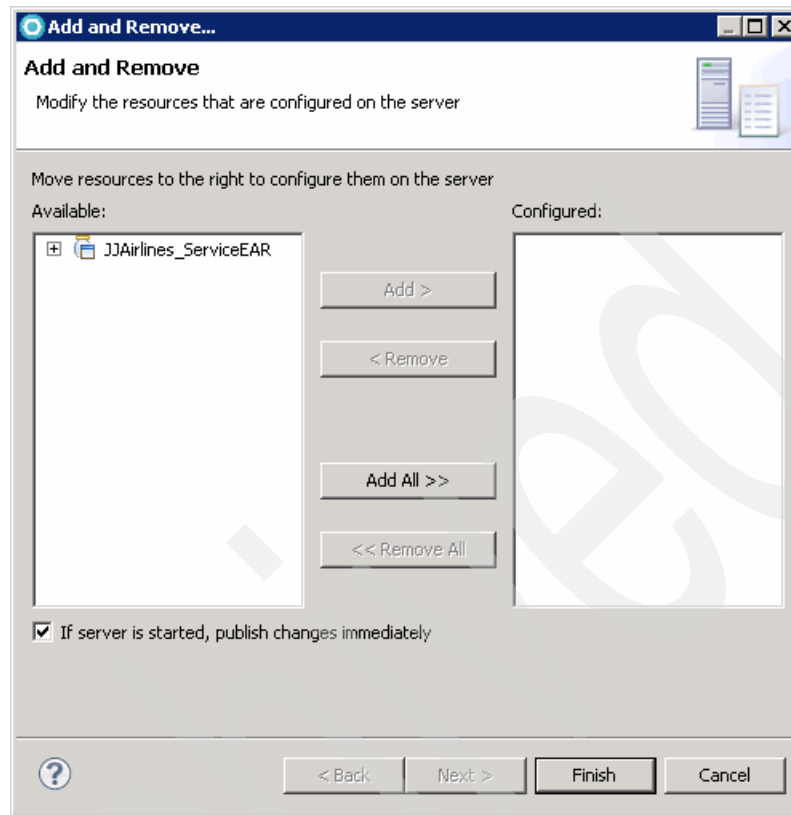 Add and Remove...
Add and Remove
Modify the resources that are configured on the server
Move resources to the right to configure them on the server
Available:
Configured:
JJAirlines_ServiceEAR
Add >
< Remove
Add All >>
<< Remove All
If server is started, publish changes immediately
?
< Back
Next >
Finish
Cancel